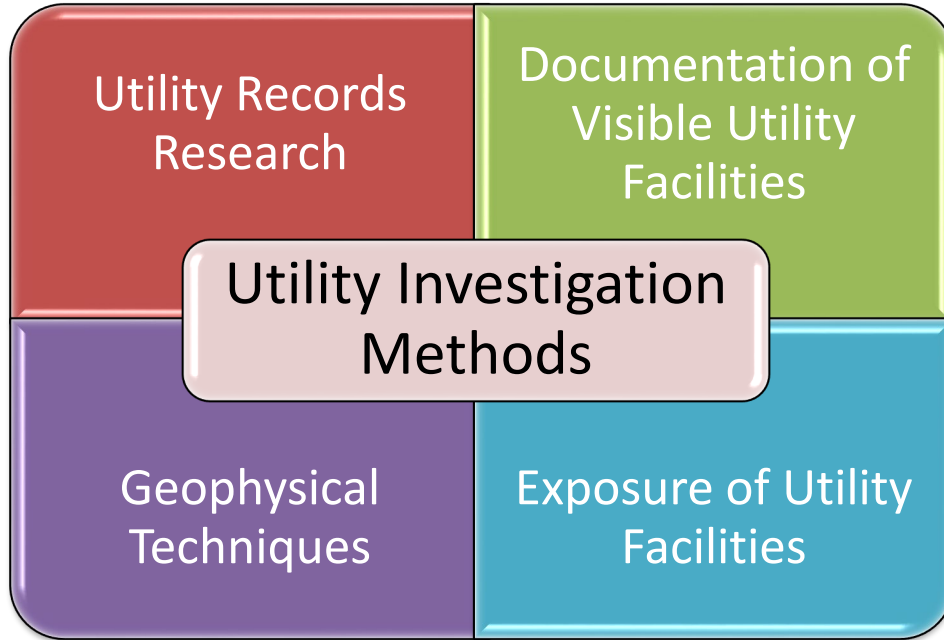 Utility Records
Research
Documentation of
Visible Utility
Facilities
Utility Investigation
Methods
Geophysical
Techniques
Exposure of Utility
Facilities